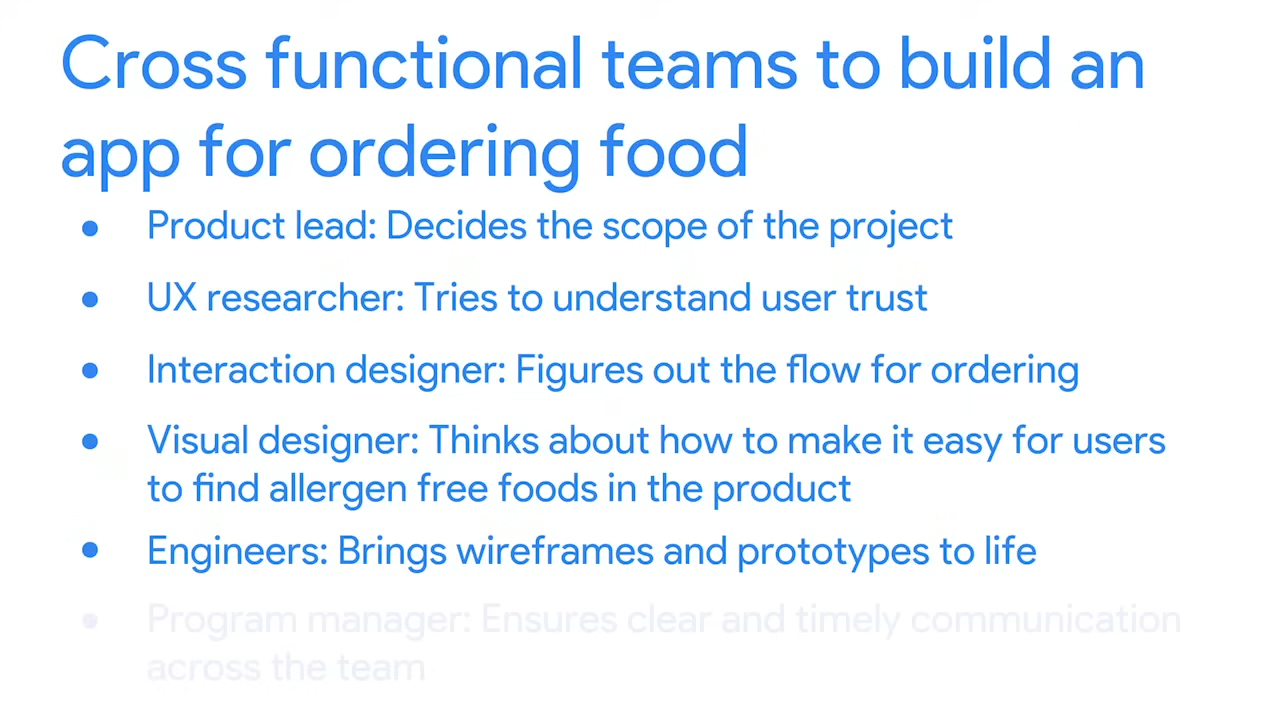 Cross functional teams to build an
app for ordering food
● Product lead: Decides the scope of the project
● UX researcher: Tries to understand user trust
● Interaction designer: Figures out the flow for ordering
● Visual designer: Thinks about how to make it easy for users
to find allergen free foods in the product
● Engineers: Brings wireframes and prototypes to life
● Program manager: Ensures clear and timely communication
across the team